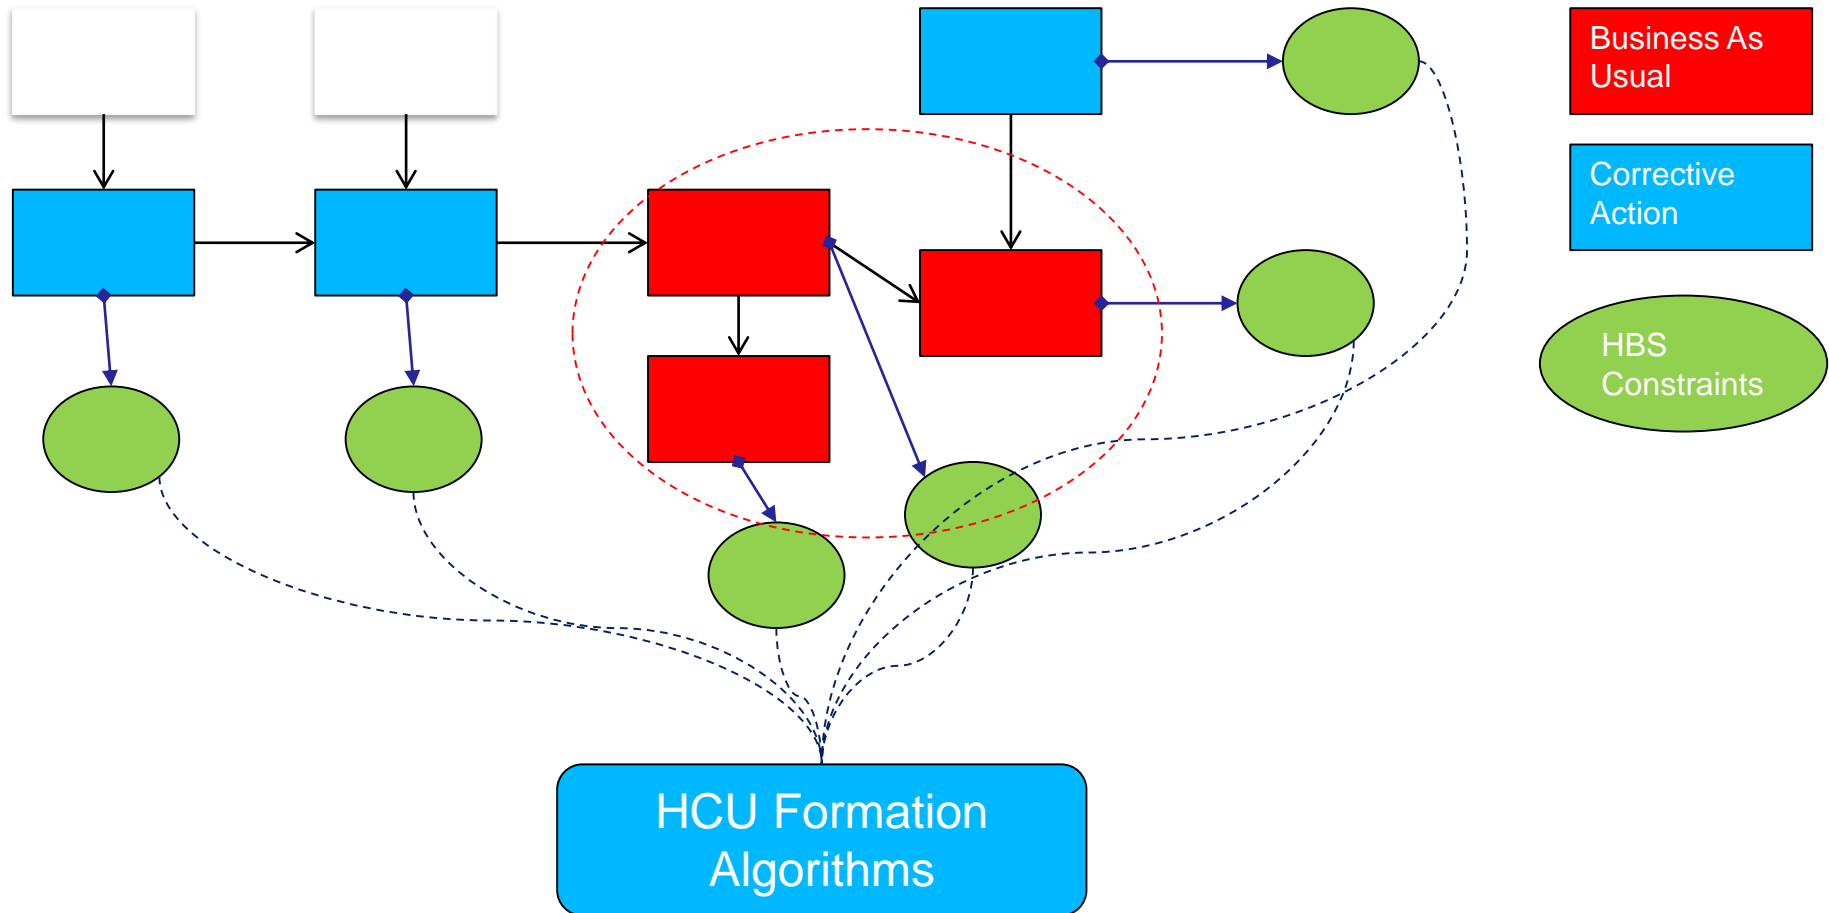 Business As
Usual
Corrective
Action
HBS
Constraints
HCU Formation
Algorithms